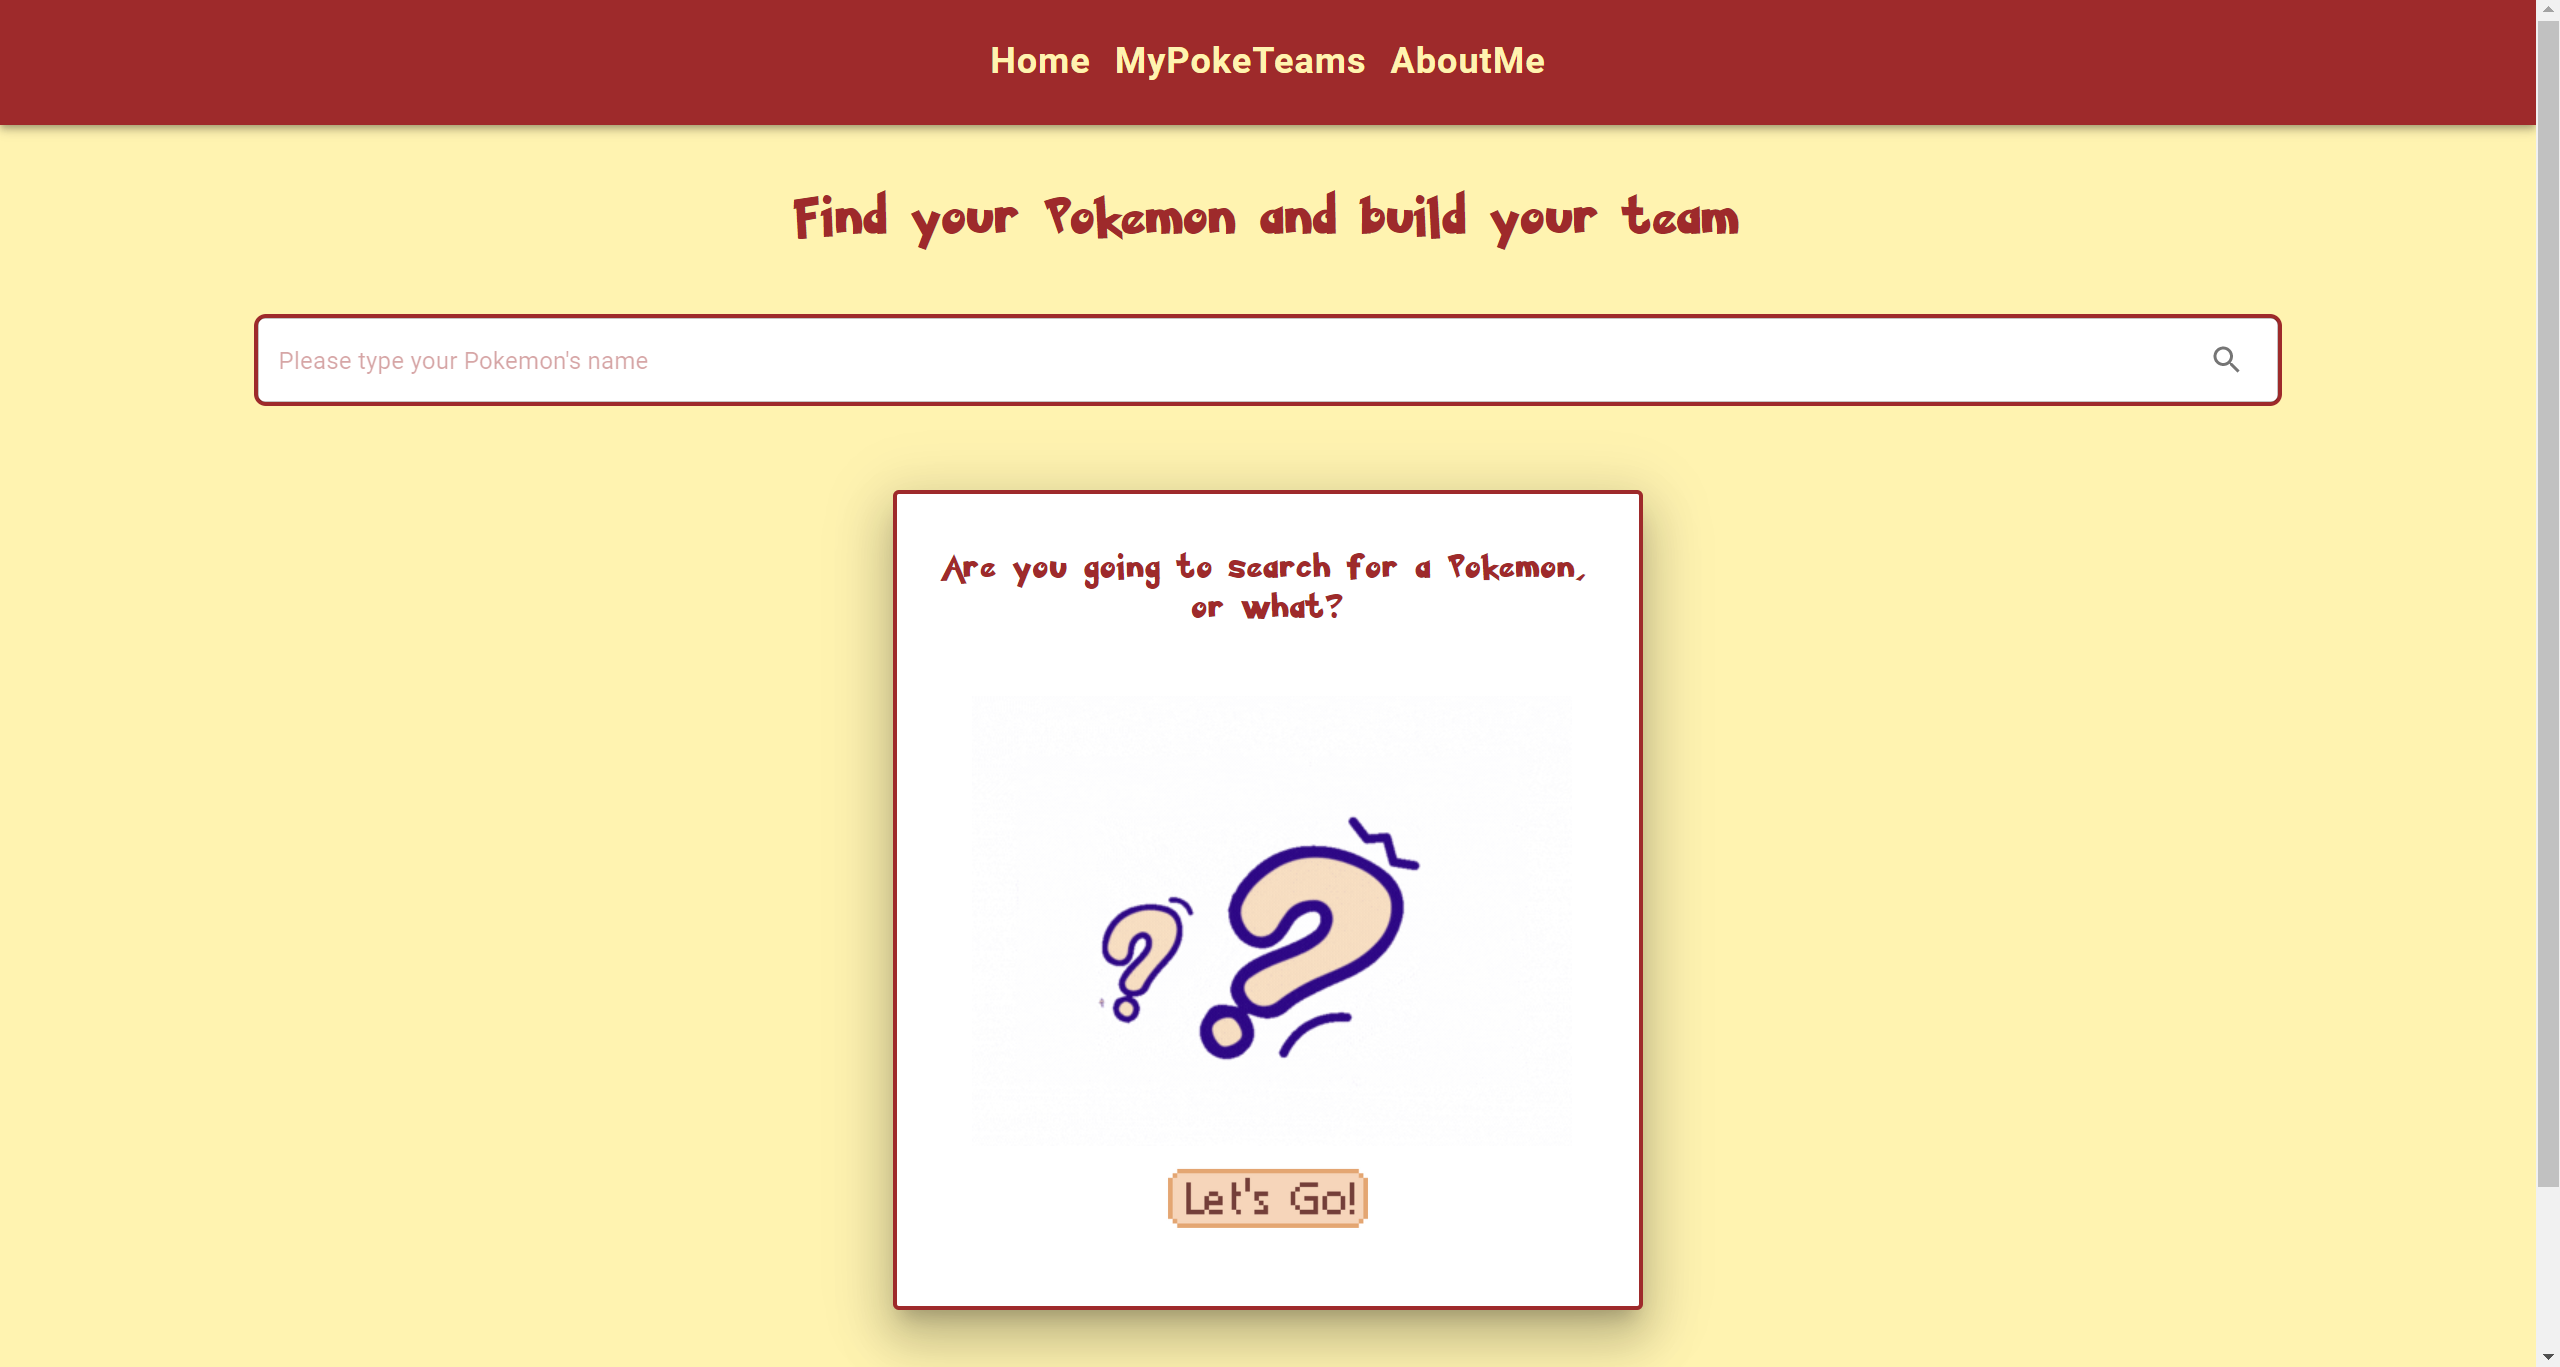 Home MyPokeTeams AboutMe
Find your Pokemon and build your team
Please type your Pokemon's name
Are you going to search for a Pokemon,
or what?
? ?
Let's Go!